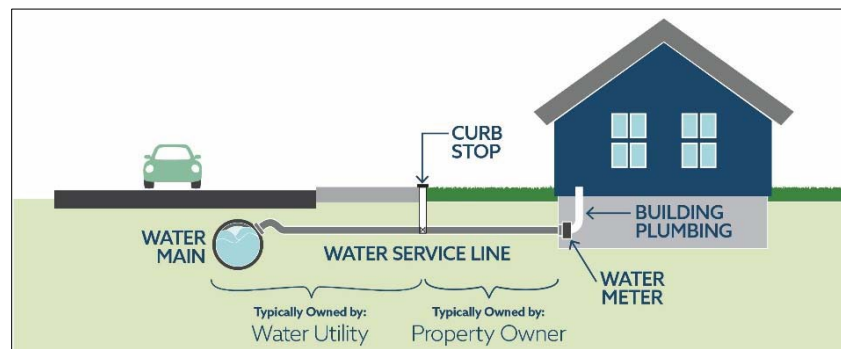 CURB
STOP
WATER
MAIN
WATER SERVICE LINE
BUILDING
PLUMBING
WATER
METER
Typically Owned by:
Water Utility
Typically Owned by:
Property Owner